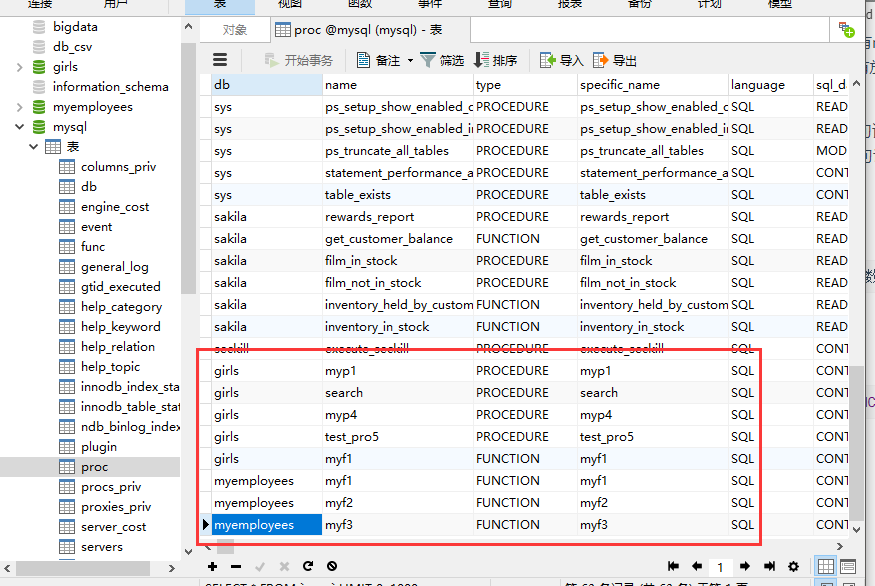 连接 用户 表 视图 函数 事件 查询 报表 备份 计划 模型
bigdata
db_csv
girls
information_schema
myemployees
mysql
表
columns_priv
db
engine_cost
event
func
general_log
gtid_executed
help_category
help_keyword
help_relation
help_topic
innodb_index_sta
innodb_table_stat
ndb_binlog_index
plugin
proc
procs_priv
proxies_priv
server_cost
servers
对象 proc @mysql (mysql) - 表
开始事务 备注 筛选 排序 导入 导出
db name type specific_name language sql_d
sys ps_setup_show_enabled_c PROCEDURE ps_setup_show_enabled_c SQL READ
sys ps_setup_show_enabled_in PROCEDURE ps_setup_show_enabled_in SQL READ
sys ps_truncate_all_tables PROCEDURE ps_truncate_all_tables SQL MOD
sys statement_performance_a PROCEDURE statement_performance_a SQL CONT
sys table_exists PROCEDURE table_exists SQL CONT
sakila rewards_report PROCEDURE rewards_report SQL READ
sakila get_customer_balance FUNCTION get_customer_balance SQL READ
sakila film_in_stock PROCEDURE film_in_stock SQL READ
sakila film_not_in_stock PROCEDURE film_not_in_stock SQL READ
sakila inventory_held_by_custom FUNCTION inventory_held_by_custom SQL READ
sakila inventory_in_stock FUNCTION inventory_in_stock SQL READ
seckill execute_seckill PROCEDURE execute_seckill SQL CONT
girls myp1 PROCEDURE myp1 SQL CONT
girls search PROCEDURE search SQL CONT
girls myp4 PROCEDURE myp4 SQL CONT
girls test_pro5 PROCEDURE test_pro5 SQL CONT
girls myf1 FUNCTION myf1 SQL CONT
myemployees myf1 FUNCTION myf1 SQL CONT
myemployees myf2 FUNCTION myf2 SQL CONT
myemployees myf3 FUNCTION myf3 SQL CONT
1